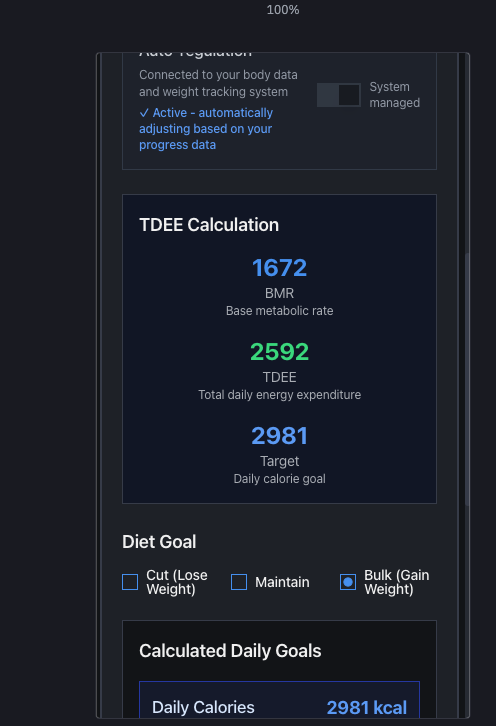 100%
Auto-regulation
Connected to your body data
and weight tracking system
✓ Active - automatically
adjusting based on your
progress data
System
managed
TDEE Calculation
1672
BMR
Base metabolic rate
2592
TDEE
Total daily energy expenditure
2981
Target
Daily calorie goal
Diet Goal
Cut (Lose
Weight)
Maintain
Bulk (Gain
Weight)
Calculated Daily Goals
Daily Calories
2981 kcal